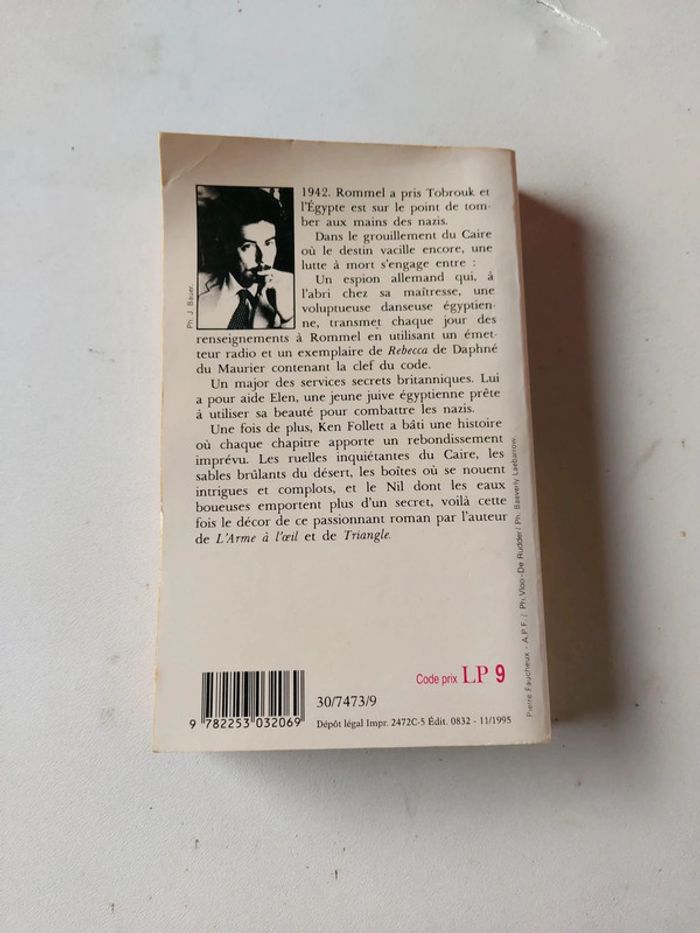 1942. Rommel a pris Tobrouk et
l'Égypte est sur le point de tom-
ber aux mains des nazis.
Dans le grouillement du Caire
où le destin vacille encore, une
lutte à mort s'engage entre :
Un espion allemand qui, à
l'abri chez sa maîtresse, une
voluptueuse danseuse égyptien-
ne, transmet chaque jour des
renseignements à Rommel en utilisant un émet-
teur radio et un exemplaire de Rebecca de Daphné
du Maurier contenant la clef du code.
Un major des services secrets britanniques. Lui
a pour aide Elen, une jeune juive égyptienne prête
à utiliser sa beauté pour combattre les nazis.
Une fois de plus, Ken Follett a bâti une histoire
où chaque chapitre apporte un rebondissement
imprévu. Les ruelles inquiétantes du Caire, les
sables brûlants du désert, les boîtes où se nouent
intrigues et complots, et le Nil dont les eaux
boueuses emportent plus d'un secret, voilà cette
fois le décor de ce passionnant roman par l'auteur
de L'Arme à l'œil et de Triangle.
Ph. J. Bauer.
Pierre Faucheux - A.P.F. / Ph. Vloo - De Rudder / Ph. Baeverly Laebarrow.
Code prix LP 9
30/7473/9
9 782253 032069
Dépôt légal Impr. 2472C-5 Édit. 0832 - 11/1995